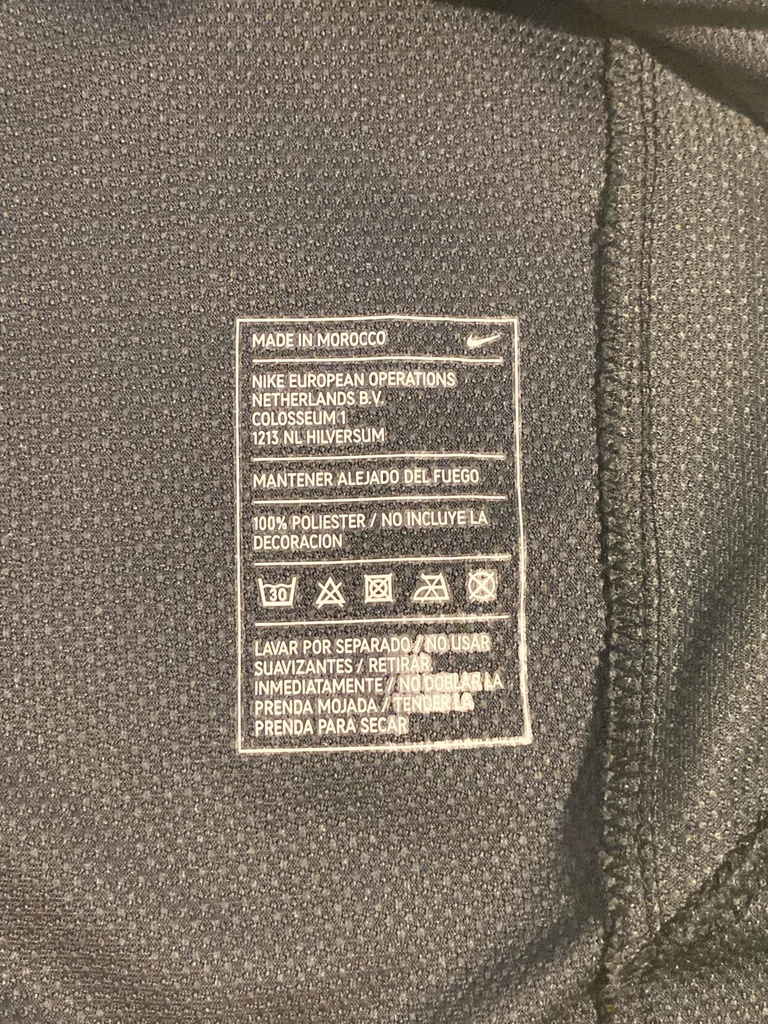 MADE IN MOROCCO
NIKE EUROPEAN OPERATIONS
NETHERLANDS B.V.
COLOSSEUM 1
1213 NL HILVERSUM
MANTENER ALEJADO DEL FUEGO
100% POLIESTER / NO INCLUYE LA
DECORACION
30
LAVAR POR SEPARADO / NO USAR
SUAVIZANTES / RETIRAR
INMEDIATAMENTE / NO DOBLAR LA
PRENDA MOJADA / TENDER LA
PRENDA PARA SECAR